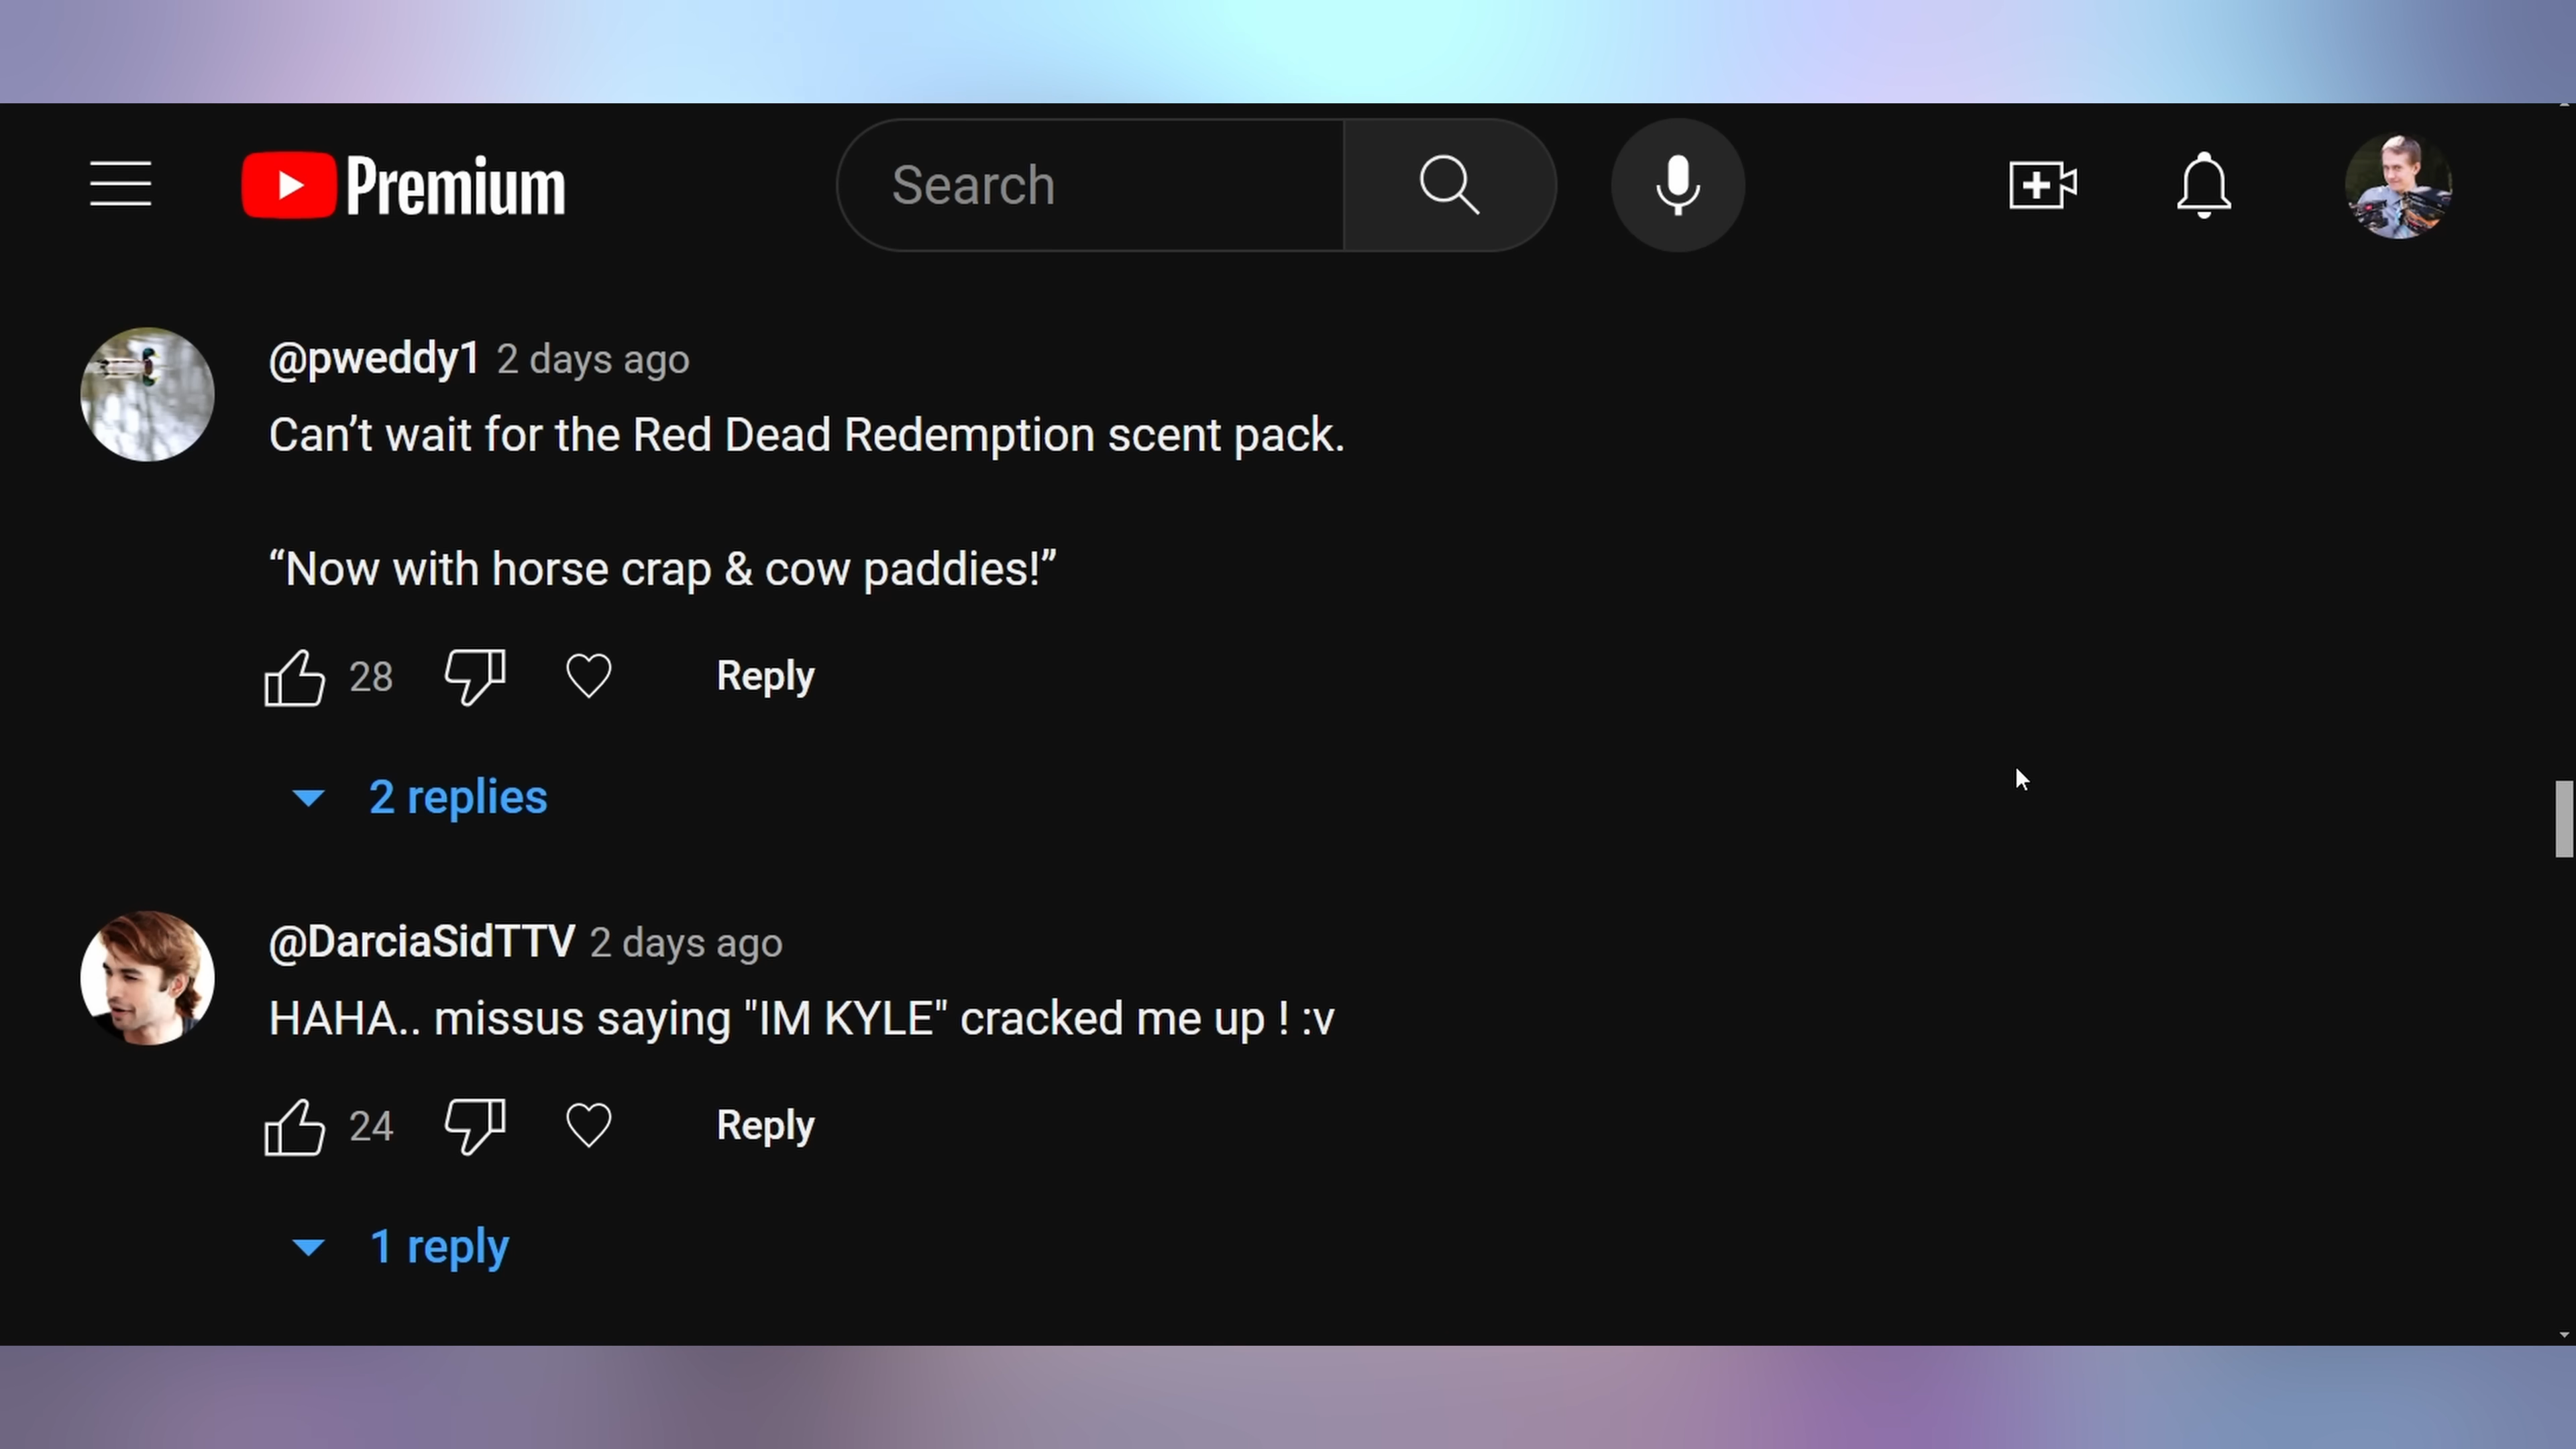 Premium
Search
@pweddy1 2 days ago
Can’t wait for the Red Dead Redemption scent pack.
“Now with horse crap & cow paddies!”
28 Reply
2 replies
@DarciaSidTTV 2 days ago
HAHA.. missus saying "IM KYLE" cracked me up ! :v
24 Reply
1 reply